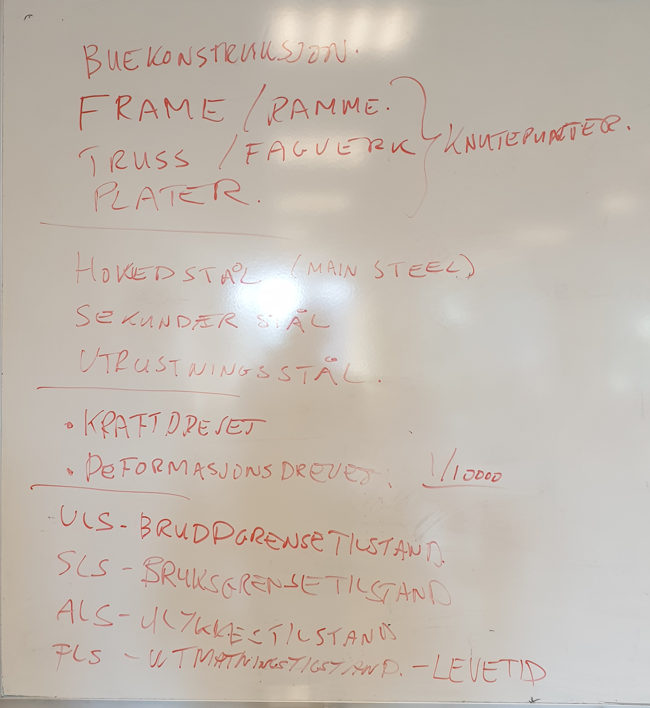 BUEKONSTRUKSJON.
FRAME / RAMME.
TRUSS / FAGVERK
KNUTEPUNKTER.
PLATER.
HOVEDSTÅL (MAIN STEEL)
SEKUNDER STÅL
UTRUSTNINGSSTÅL.
• KRAFTDREVET
• DEFORMASJONSDREVET. 1/10000
ULS - BRUDDGRENSETILSTAND.
SLS - BRUKSGRENSETILSTAND
ALS - ULYKKESTILSTAND
FLS - UTMATNINGSTILSTAND. - LEVETID